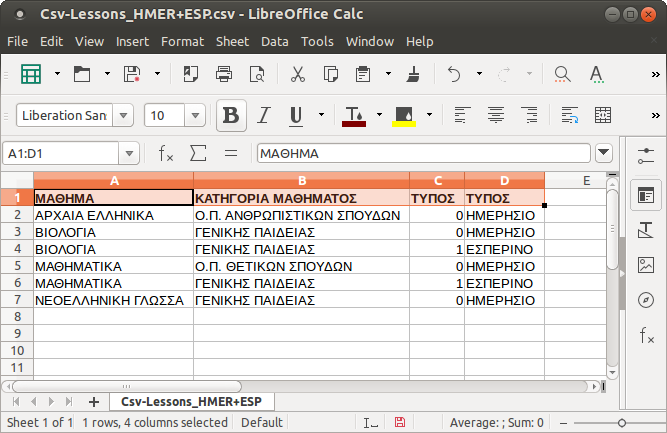 Csv-Lessons_HMER+ESP.csv - LibreOffice Calc
File Edit View Insert Format Sheet Data Tools Window Help
Liberation San 10 B I U T
A1:D1 fx Σ = ΜΑΘΗΜΑ
A B C D E
1 ΜΑΘΗΜΑ ΚΑΤΗΓΟΡΙΑ ΜΑΘΗΜΑΤΟΣ ΤΥΠΟΣ ΤΥΠΟΣ
2 ΑΡΧΑΙΑ ΕΛΛΗΝΙΚΑ Ο.Π. ΑΝΘΡΩΠΙΣΤΙΚΩΝ ΣΠΟΥΔΩΝ 0 ΗΜΕΡΗΣΙΟ
3 ΒΙΟΛΟΓΙΑ ΓΕΝΙΚΗΣ ΠΑΙΔΕΙΑΣ 0 ΗΜΕΡΗΣΙΟ
4 ΒΙΟΛΟΓΙΑ ΓΕΝΙΚΗΣ ΠΑΙΔΕΙΑΣ 1 ΕΣΠΕΡΙΝΟ
5 ΜΑΘΗΜΑΤΙΚΑ Ο.Π. ΘΕΤΙΚΩΝ ΣΠΟΥΔΩΝ 0 ΗΜΕΡΗΣΙΟ
6 ΜΑΘΗΜΑΤΙΚΑ ΓΕΝΙΚΗΣ ΠΑΙΔΕΙΑΣ 1 ΕΣΠΕΡΙΝΟ
7 ΝΕΟΕΛΛΗΝΙΚΗ ΓΛΩΣΣΑ ΓΕΝΙΚΗΣ ΠΑΙΔΕΙΑΣ 0 ΗΜΕΡΗΣΙΟ
8
9
10
11
Csv-Lessons_HMER+ESP
Sheet 1 of 1 1 rows, 4 columns selected Default Average: ; Sum: 0